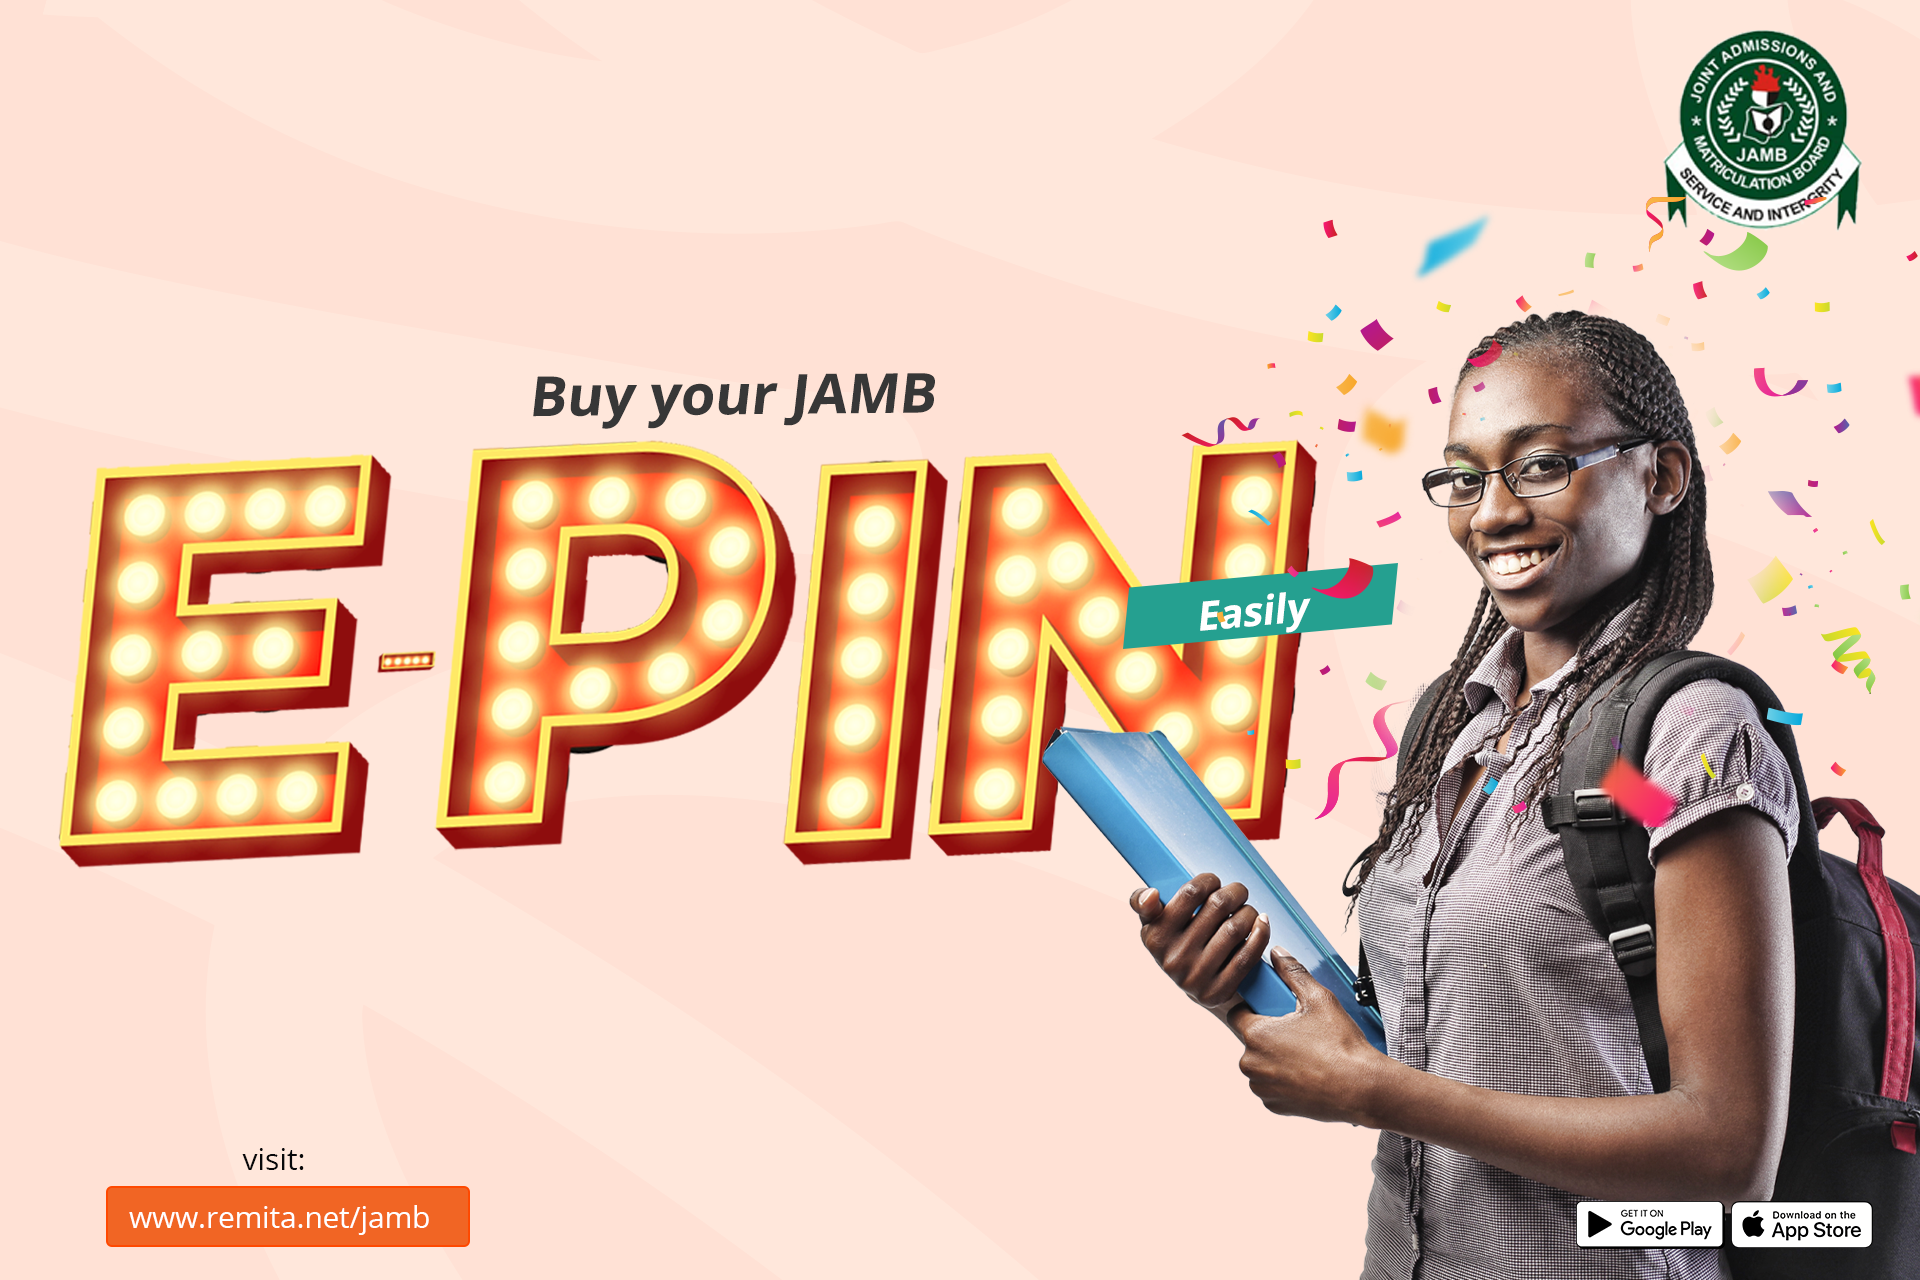 JOINT ADMISSIONS AND
MATRICULATION BOARD
JAMB
SERVICE AND INTERGRITY
Buy your JAMB
E-PIN
Easily
visit:
www.remita.net/jamb
GET IT ON
Google Play
Download on the
App Store